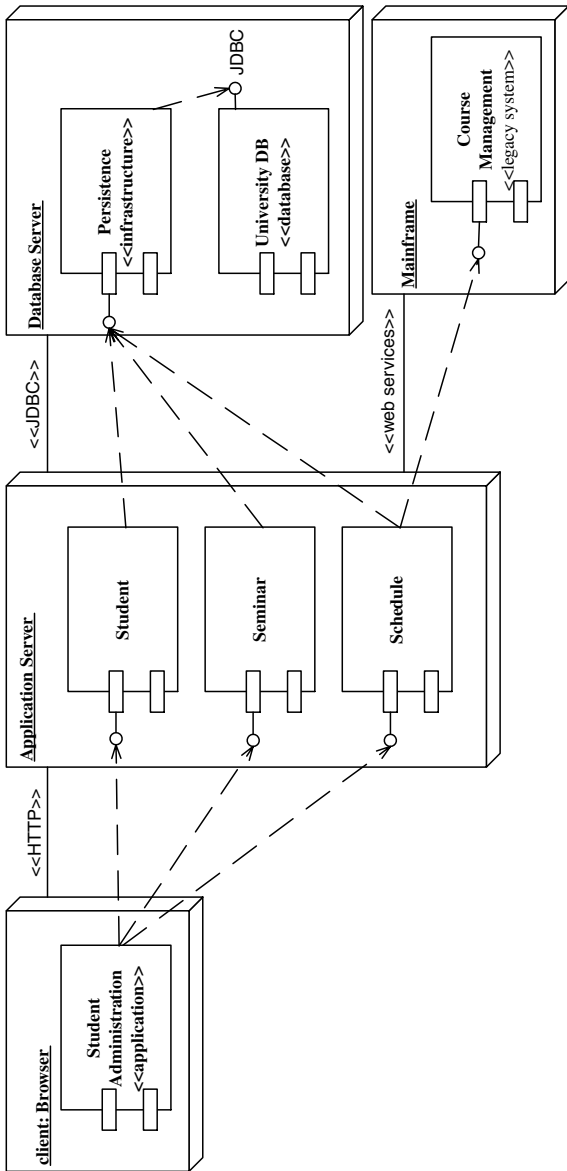 client: Browser
Student
Administration
<<application>>
<<HTTP>>
Application Server
Student
Seminar
Schedule
<<JDBC>>
<<web services>>
Database Server
Persistence
<<infrastructure>>
JDBC
University DB
<<database>>
Mainframe
Course
Management
<<legacy system>>